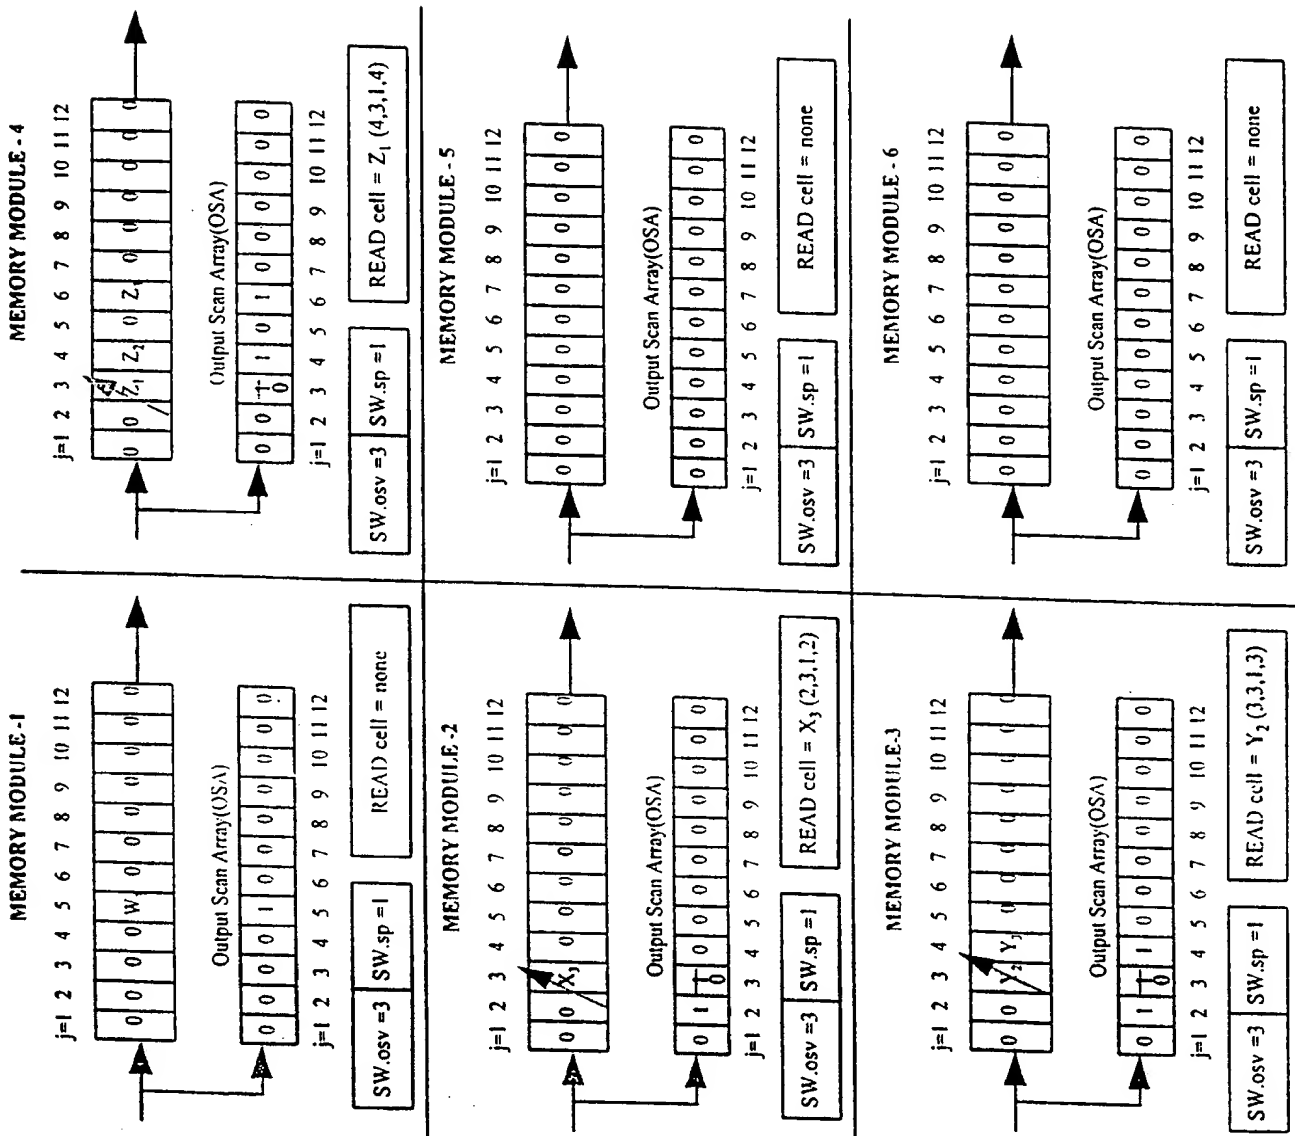 MEMORY MODULE -1
j=1 2 3 4 5 6 7 8 9 10 11 12
0 0 0 0 W 0 0 0 0 0 0 0
Output Scan Array(OSA)
0 0 0 0 1 0 0 0 0 0 0 0
j=1 2 3 4 5 6 7 8 9 10 11 12
SW.osv =3 SW.sp =1 READ cell = none
MEMORY MODULE - 4
j=1 2 3 4 5 6 7 8 9 10 11 12
0 0 Z₁ Z₂ 0 Z 0 0 0 0 0 0
Output Scan Array(OSA)
0 0 1 1 0 1 0 0 0 0 0 0
0
j=1 2 3 4 5 6 7 8 9 10 11 12
SW.osv =3 SW.sp =1 READ cell = Z₁ (4,3,1,4)
MEMORY MODULE -2
j=1 2 3 4 5 6 7 8 9 10 11 12
0 0 X₃ 0 0 0 0 0 0 0 0 0
Output Scan Array(OSA)
0 1 1 0 0 0 0 0 0 0 0 0
0
j=1 2 3 4 5 6 7 8 9 10 11 12
SW.osv =3 SW.sp =1 READ cell = X₃ (2,3,1,2)
MEMORY MODULE - 5
j=1 2 3 4 5 6 7 8 9 10 11 12
0 0 0 0 0 0 0 0 0 0 0 0
Output Scan Array(OSA)
0 0 0 0 0 0 0 0 0 0 0 0
j=1 2 3 4 5 6 7 8 9 10 11 12
SW.osv =3 SW.sp =1 READ cell = none
MEMORY MODULE-3
j=1 2 3 4 5 6 7 8 9 10 11 12
0 0 Y₂ Y₃ 0 0 0 0 0 0 0 0
Output Scan Array(OSA)
0 1 1 1 0 0 0 0 0 0 0 0
0
j=1 2 3 4 5 6 7 8 9 10 11 12
SW.osv =3 SW.sp =1 READ cell = Y₂ (3,3,1,3)
MEMORY MODULE - 6
j=1 2 3 4 5 6 7 8 9 10 11 12
0 0 0 0 0 0 0 0 0 0 0 0
Output Scan Array(OSA)
0 0 0 0 0 0 0 0 0 0 0 0
j=1 2 3 4 5 6 7 8 9 10 11 12
SW.osv =3 SW.sp =1 READ cell = none